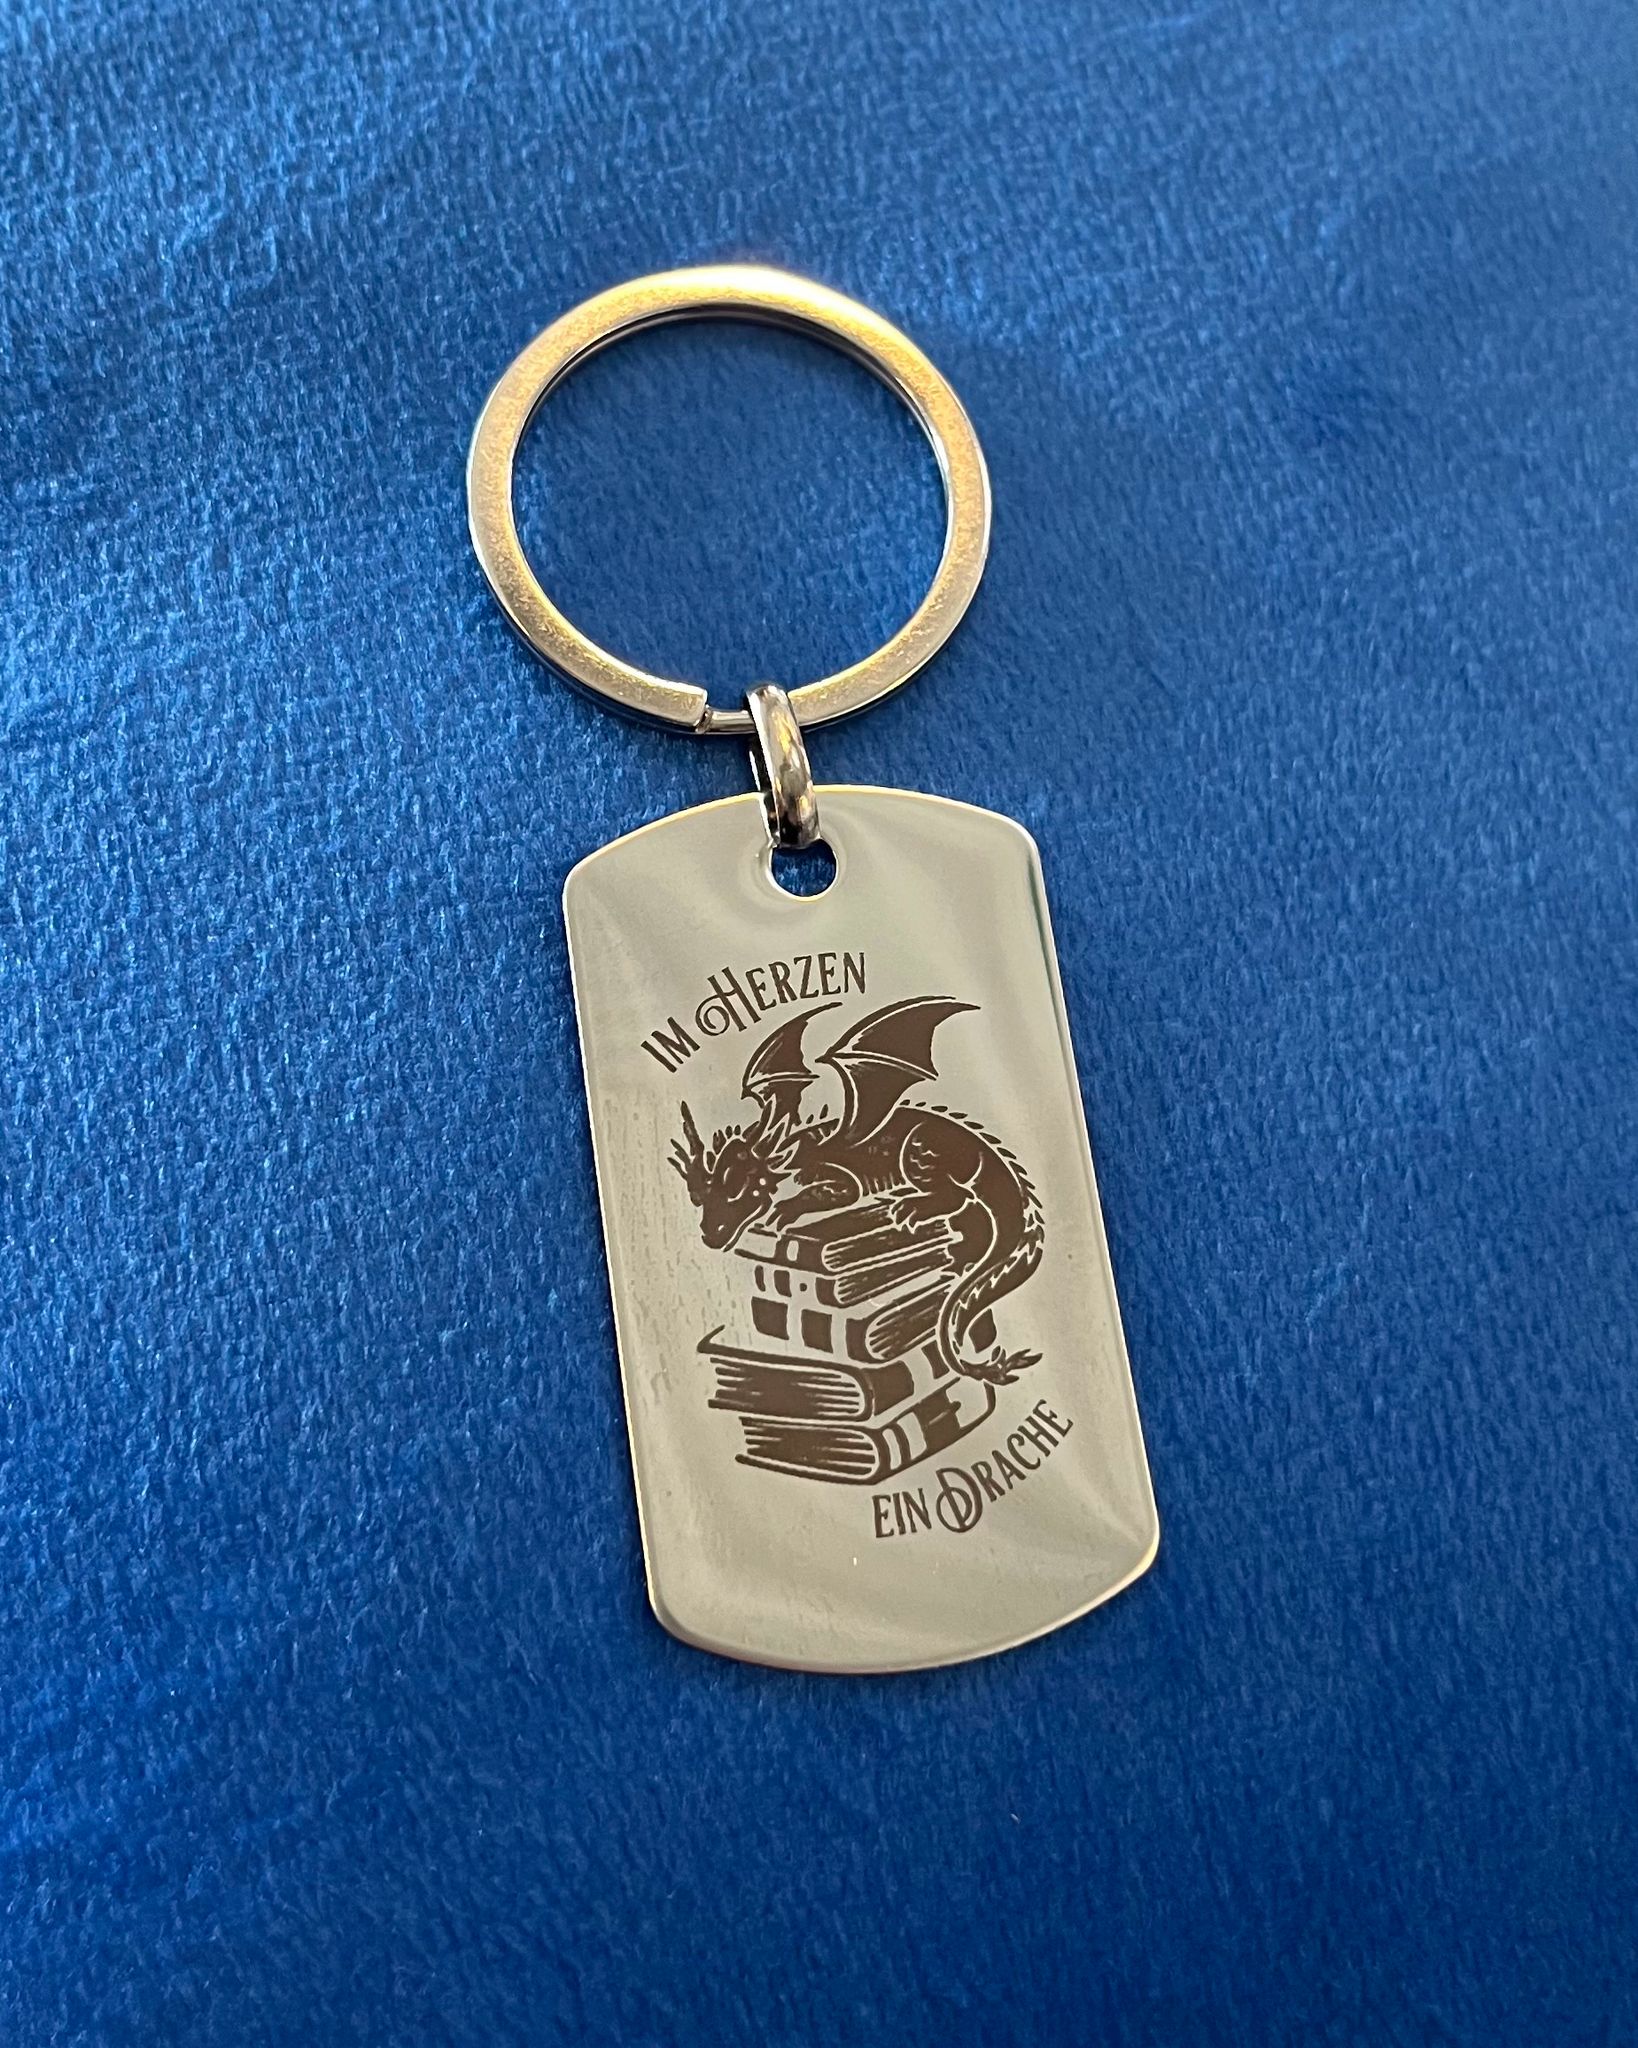 IM HERZEN
EIN DRACHE